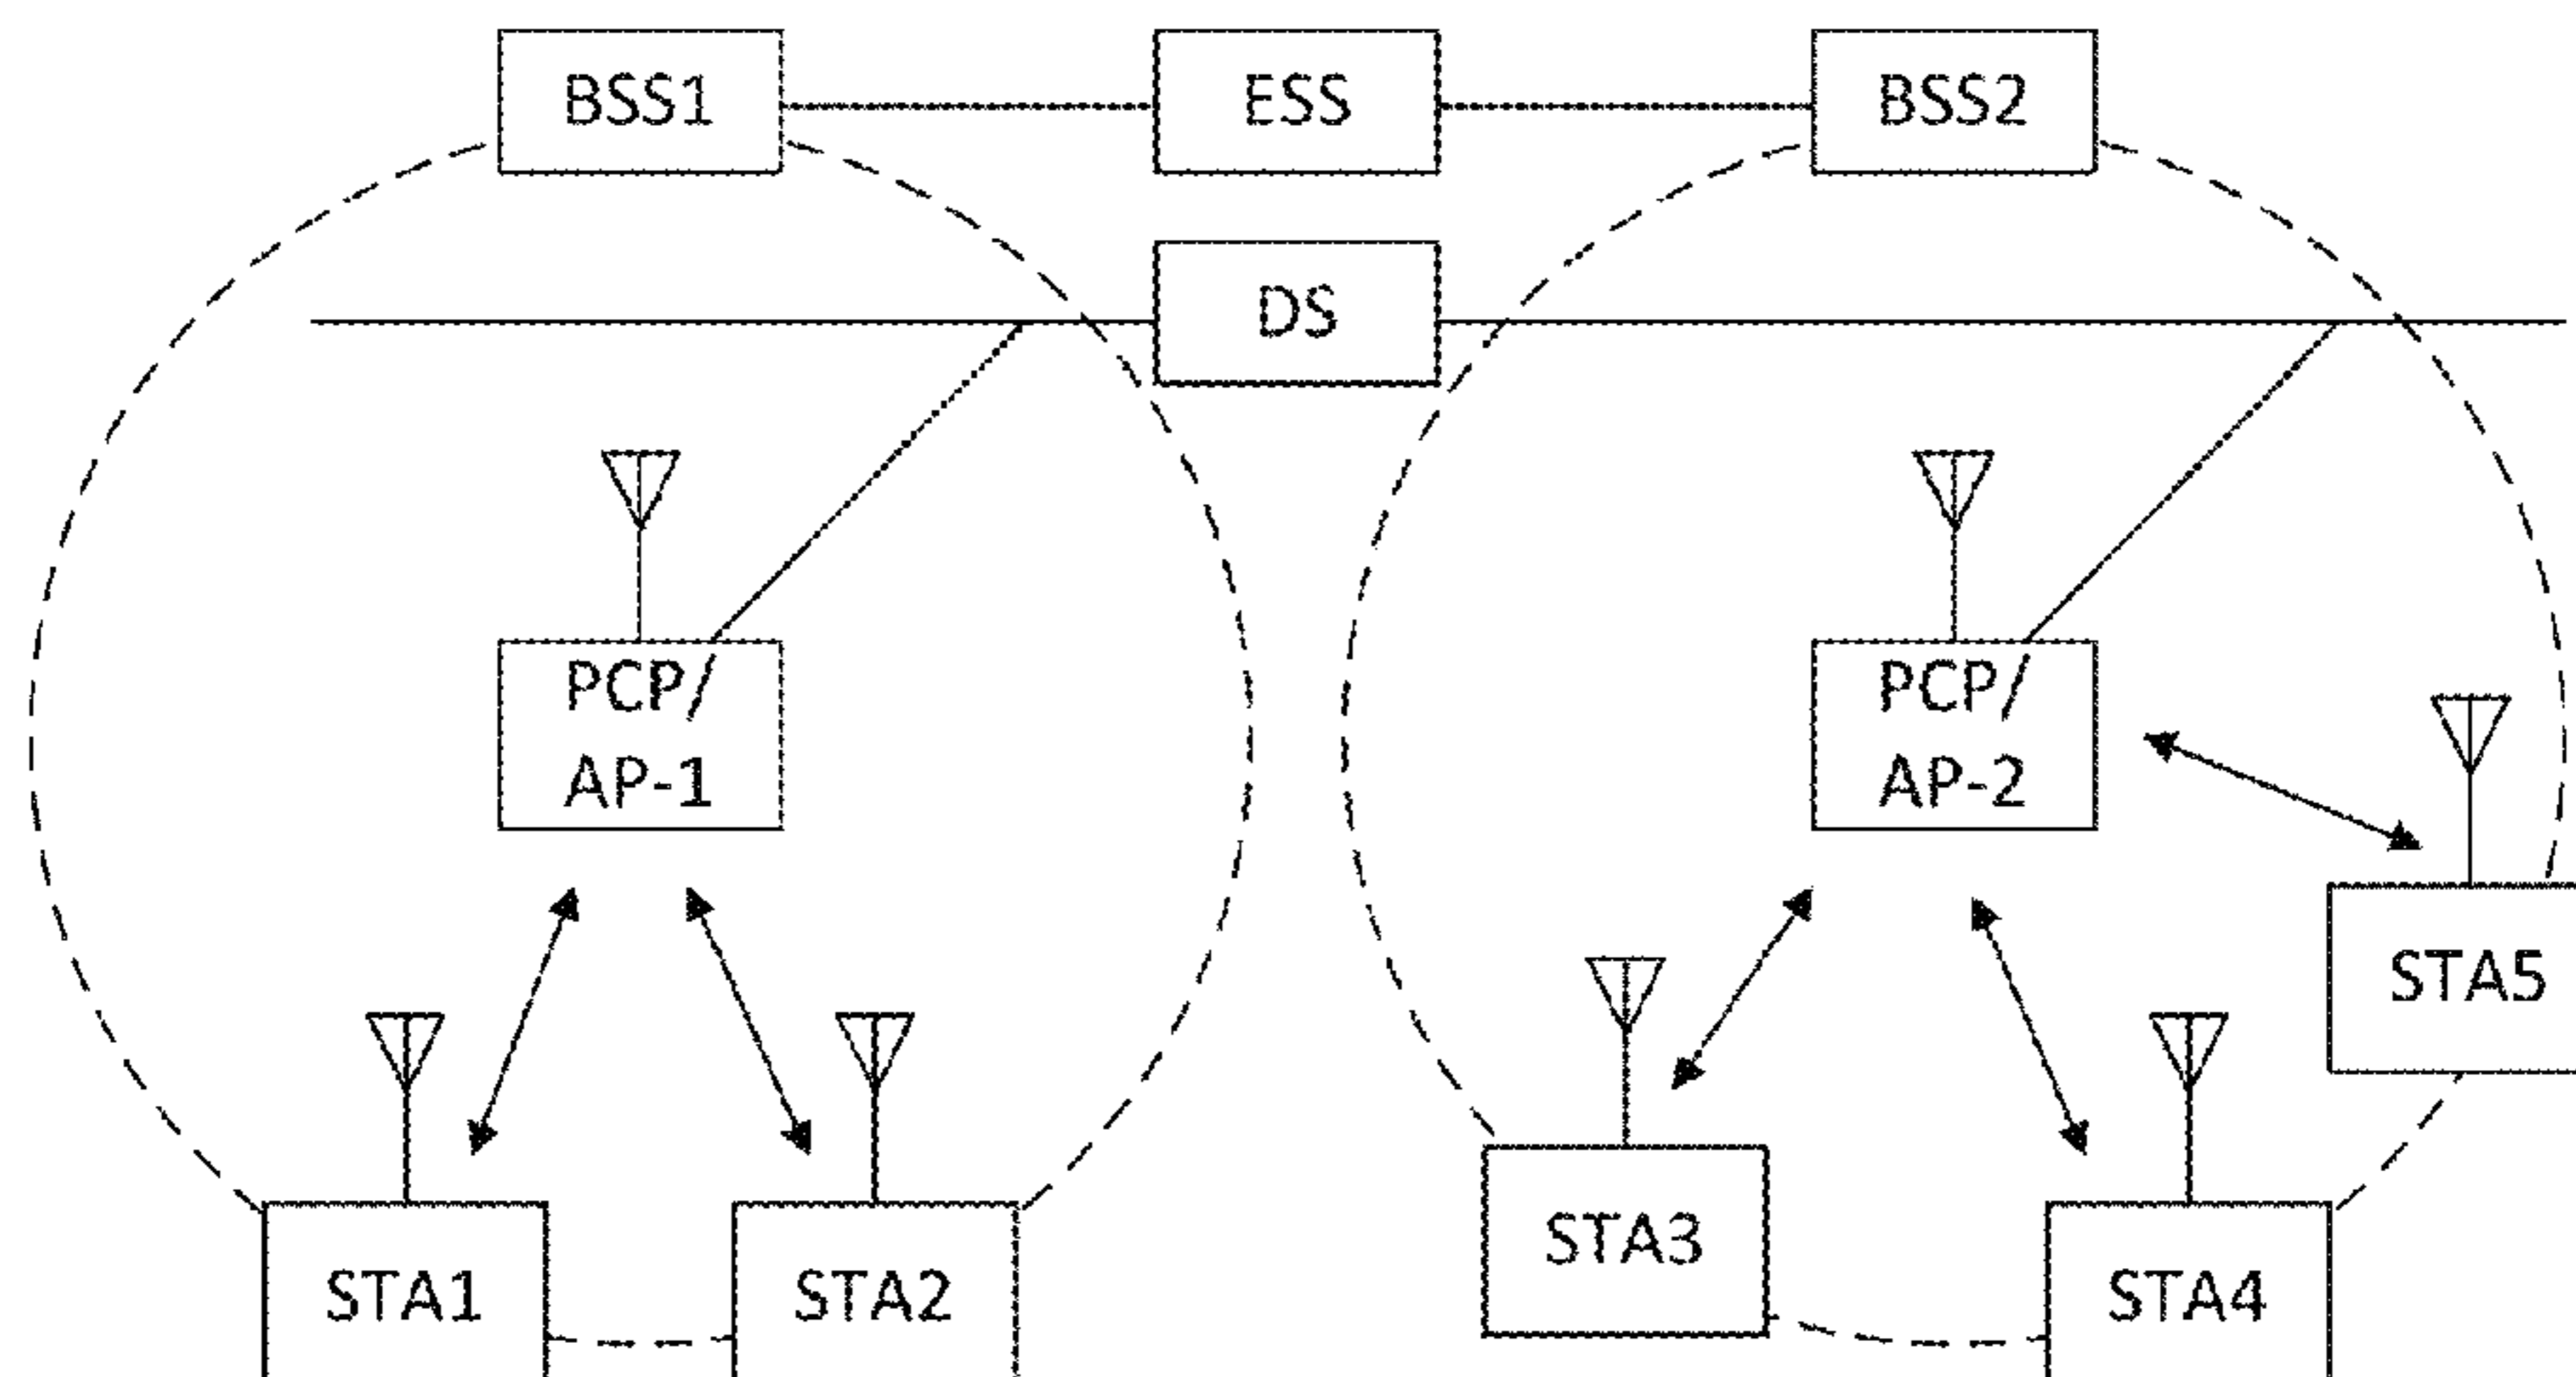 BSS1
ESS
BSS2
DS
PCP/
AP-1
PCP/
AP-2
STA5
STA3
STA1
STA2
STA4